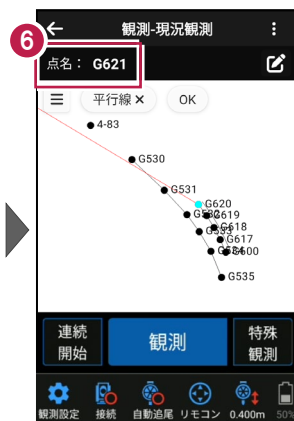 6
観測-現況観測
点名： G621
平行線 ×
OK
4-83
G530
G531
G620
G619
G618
G533
G617
G600
G535
連続
開始
観測
特殊
観測
観測設定
接続
自動追尾
リモコン
0.400m
50%